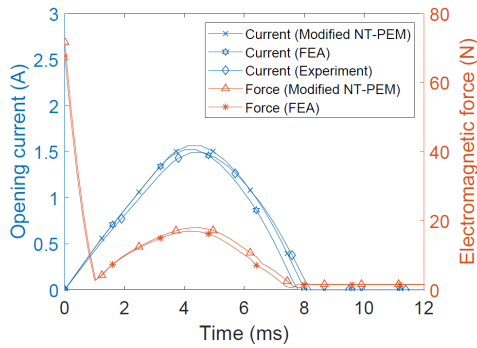 Opening current (A)
3
2.5
2
1.5
1
0.5
0
Current (Modified NT-PEM)
Current (FEA)
Current (Experiment)
Force (Modified NT-PEM)
Force (FEA)
80
60
40
20
0
Electromagnetic force (N)
0 2 4 6 8 10 12
Time (ms)